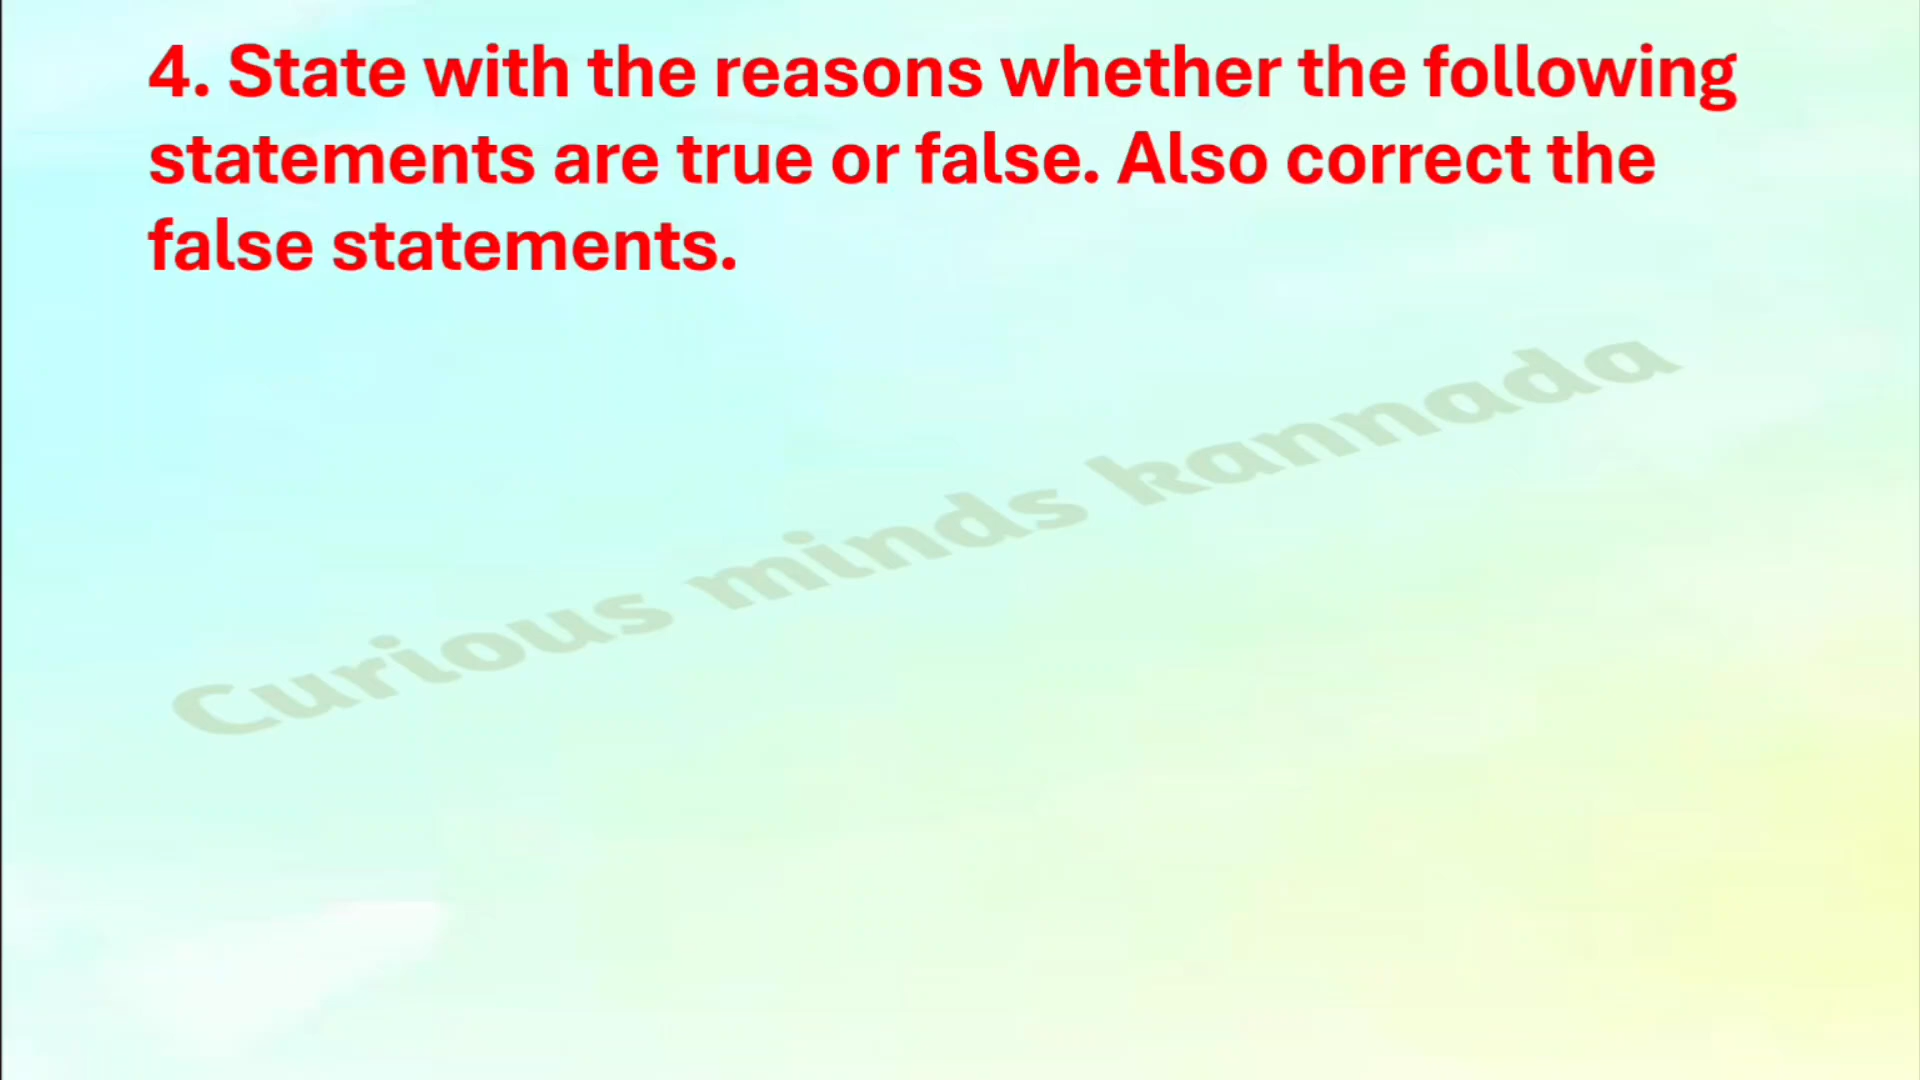 4. State with the reasons whether the following
statements are true or false. Also correct the
false statements.
Curious minds kannada